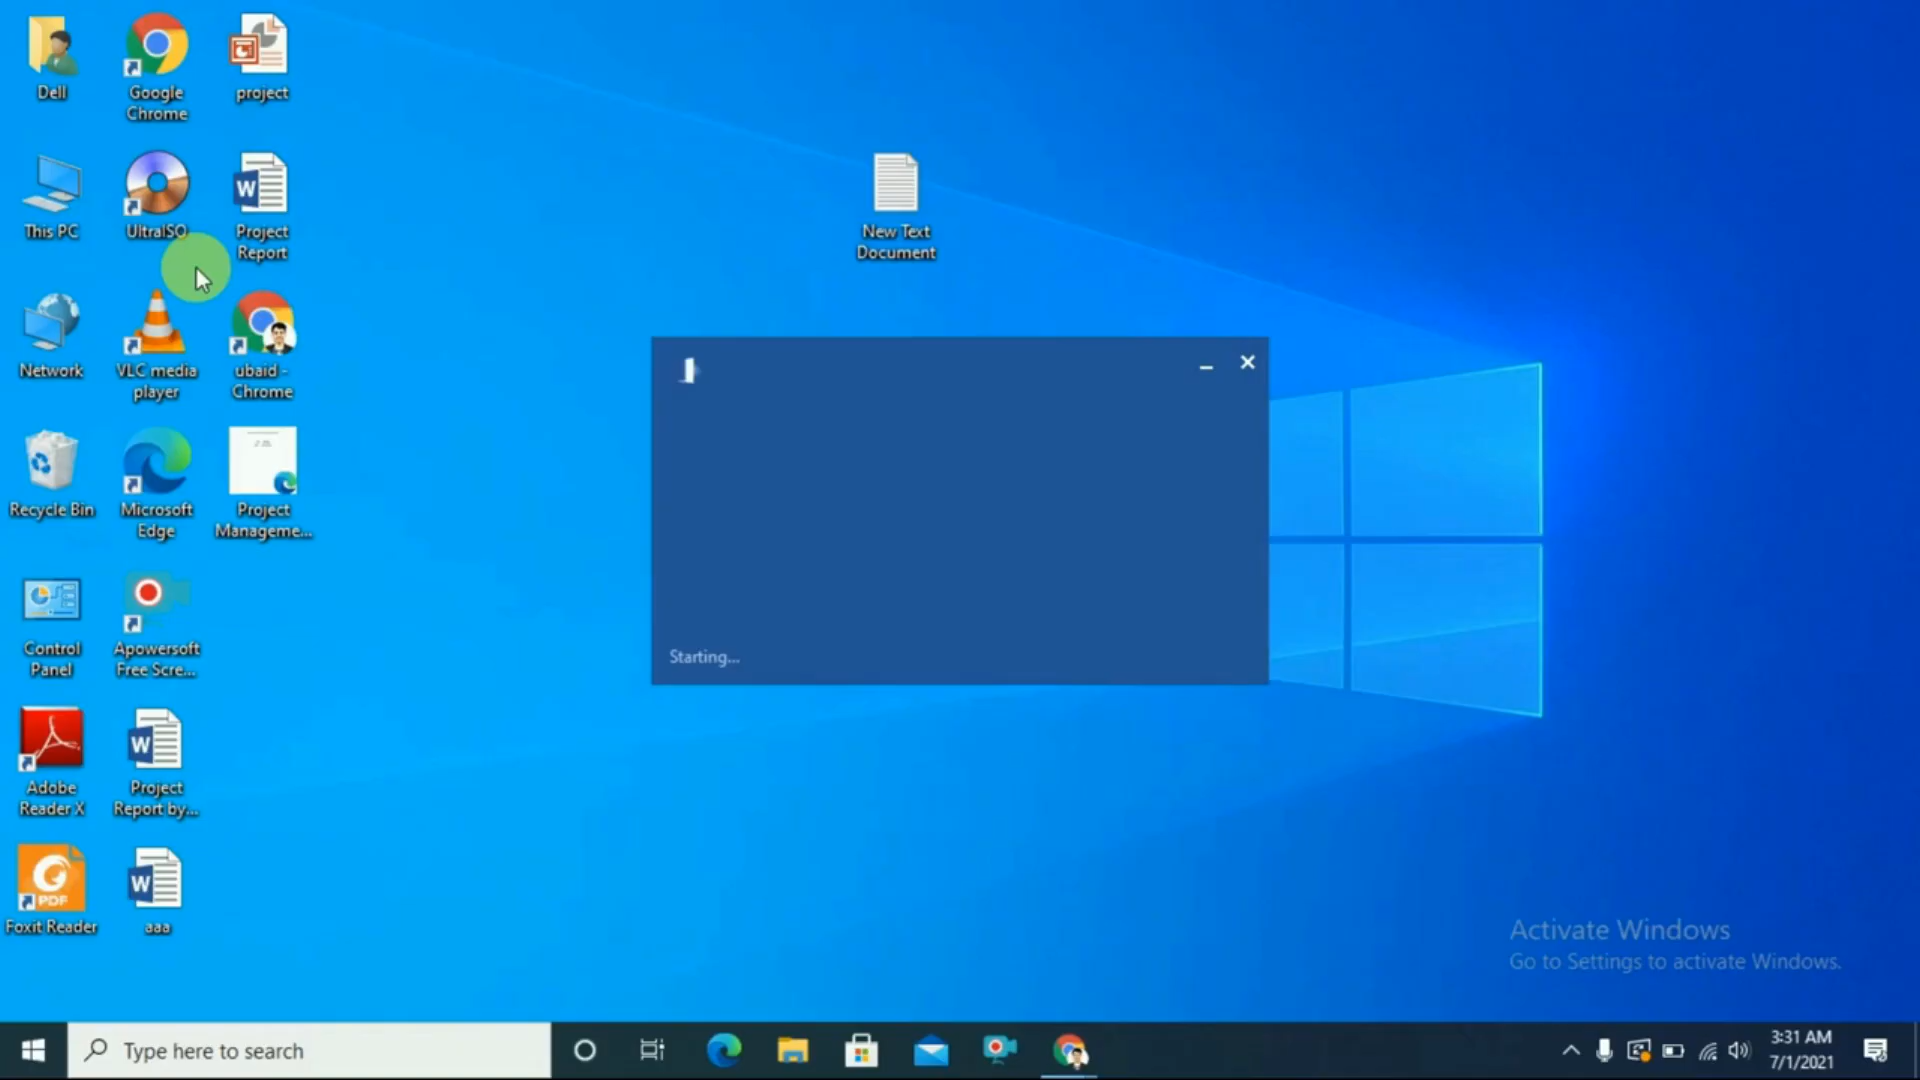 Dell
Google
Chrome
project
This PC
UltraISO
Project
Report
New Text
Document
Network
VLC media
player
ubaid -
Chrome
Recycle Bin
Microsoft
Edge
Project
Manageme...
Control
Panel
Apowersoft
Free Scre...
Adobe
Reader X
Project
Report by...
PDF
Foxit Reader
aaa
Starting...
Activate Windows
Go to Settings to activate Windows.
Type here to search
3:31 AM
7/1/2021